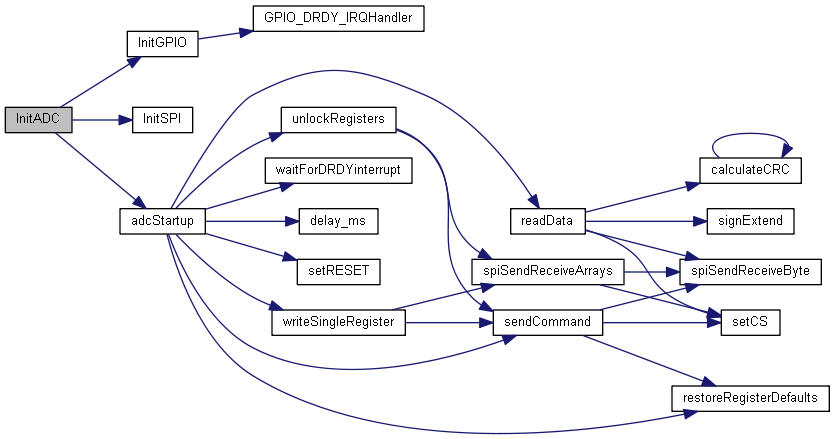 GPIO_DRDY_IRQHandler
InitGPIO
InitADC
InitSPI
unlockRegisters
waitForDRDYinterrupt
calculateCRC
adcStartup
delay_ms
readData
signExtend
setRESET
spiSendReceiveArrays
spiSendReceiveByte
writeSingleRegister
sendCommand
setCS
restoreRegisterDefaults